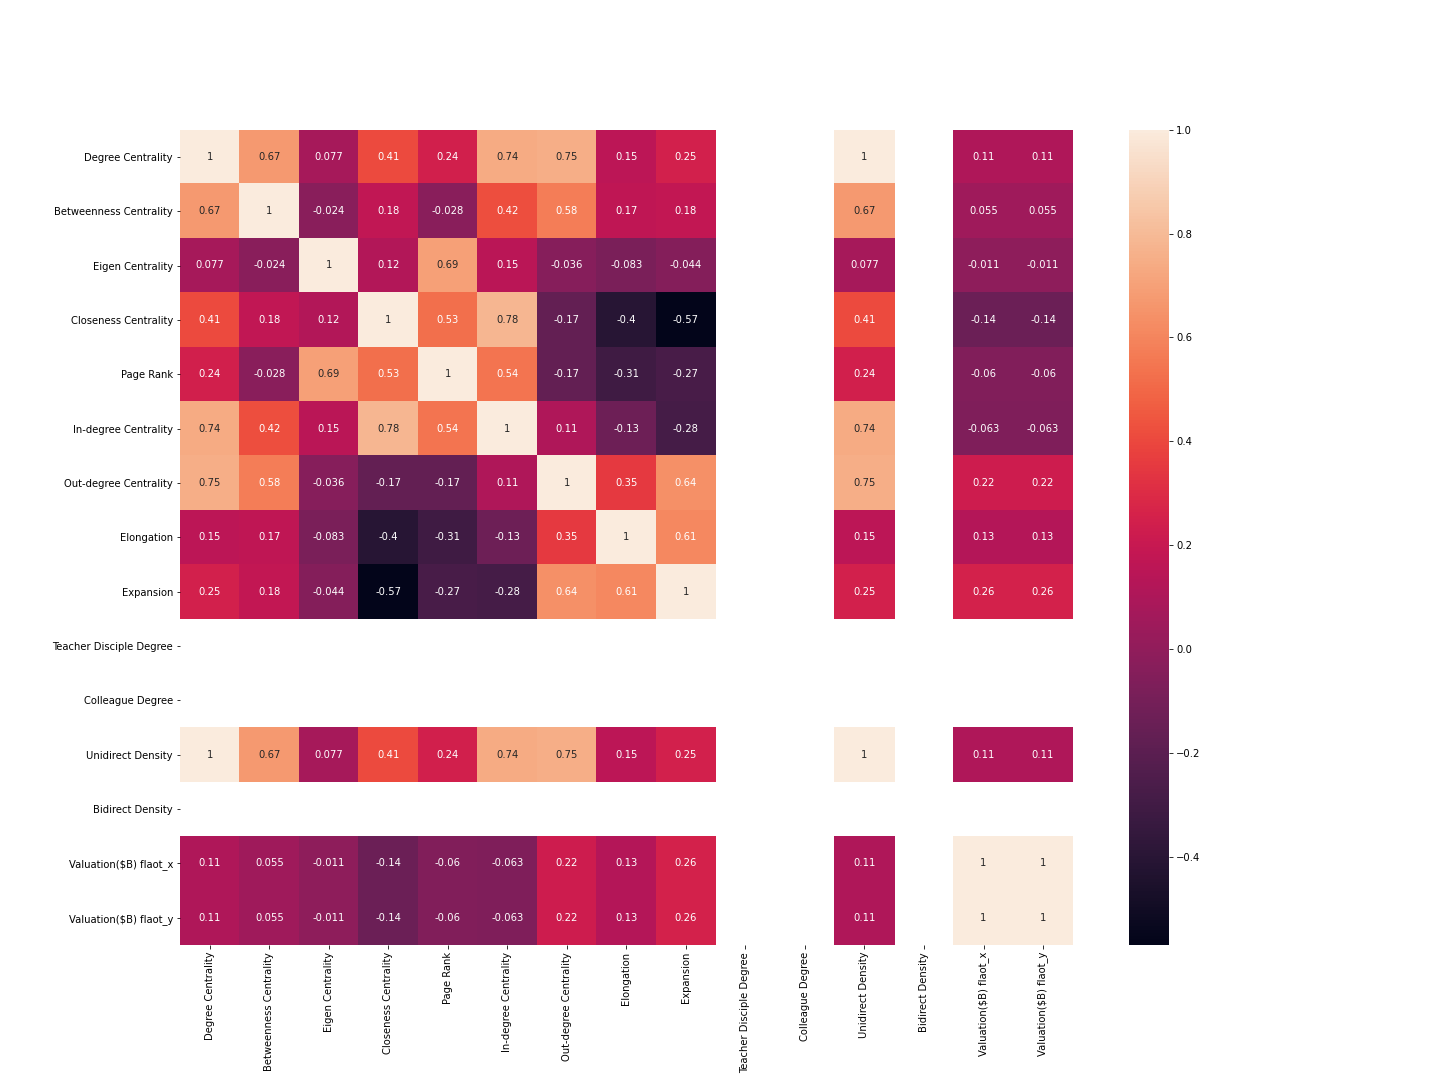 1.0
Degree Centrality 1 0.67 0.077 0.41 0.24 0.74 0.75 0.15 0.25 1 0.11 0.11
Betweenness Centrality 0.67 1 -0.024 0.18 -0.028 0.42 0.58 0.17 0.18 0.67 0.055 0.055
0.8
Eigen Centrality 0.077 -0.024 1 0.12 0.69 0.15 -0.036 -0.083 -0.044 0.077 -0.011 -0.011
Closeness Centrality 0.41 0.18 0.12 1 0.53 0.78 -0.17 -0.4 -0.57 0.41 -0.14 -0.14
0.6
Page Rank 0.24 -0.028 0.69 0.53 1 0.54 -0.17 -0.31 -0.27 0.24 -0.06 -0.06
In-degree Centrality 0.74 0.42 0.15 0.78 0.54 1 0.11 -0.13 -0.28 0.74 -0.063 -0.063
0.4
Out-degree Centrality 0.75 0.58 -0.036 -0.17 -0.17 0.11 1 0.35 0.64 0.75 0.22 0.22
Elongation 0.15 0.17 -0.083 -0.4 -0.31 -0.13 0.35 1 0.61 0.15 0.13 0.13
0.2
Expansion 0.25 0.18 -0.044 -0.57 -0.27 -0.28 0.64 0.61 1 0.25 0.26 0.26
Teacher Disciple Degree
0.0
Colleague Degree
Unidirect Density 1 0.67 0.077 0.41 0.24 0.74 0.75 0.15 0.25 1 0.11 0.11
−0.2
Bidirect Density
Valuation($B) flaot_x 0.11 0.055 -0.011 -0.14 -0.06 -0.063 0.22 0.13 0.26 0.11 1 1
−0.4
Valuation($B) flaot_y 0.11 0.055 -0.011 -0.14 -0.06 -0.063 0.22 0.13 0.26 0.11 1 1
Degree Centrality
Betweenness Centrality
Eigen Centrality
Closeness Centrality
Page Rank
In-degree Centrality
Out-degree Centrality
Elongation
Expansion
Teacher Disciple Degree
Colleague Degree
Unidirect Density
Bidirect Density
Valuation($B) flaot_x
Valuation($B) flaot_y